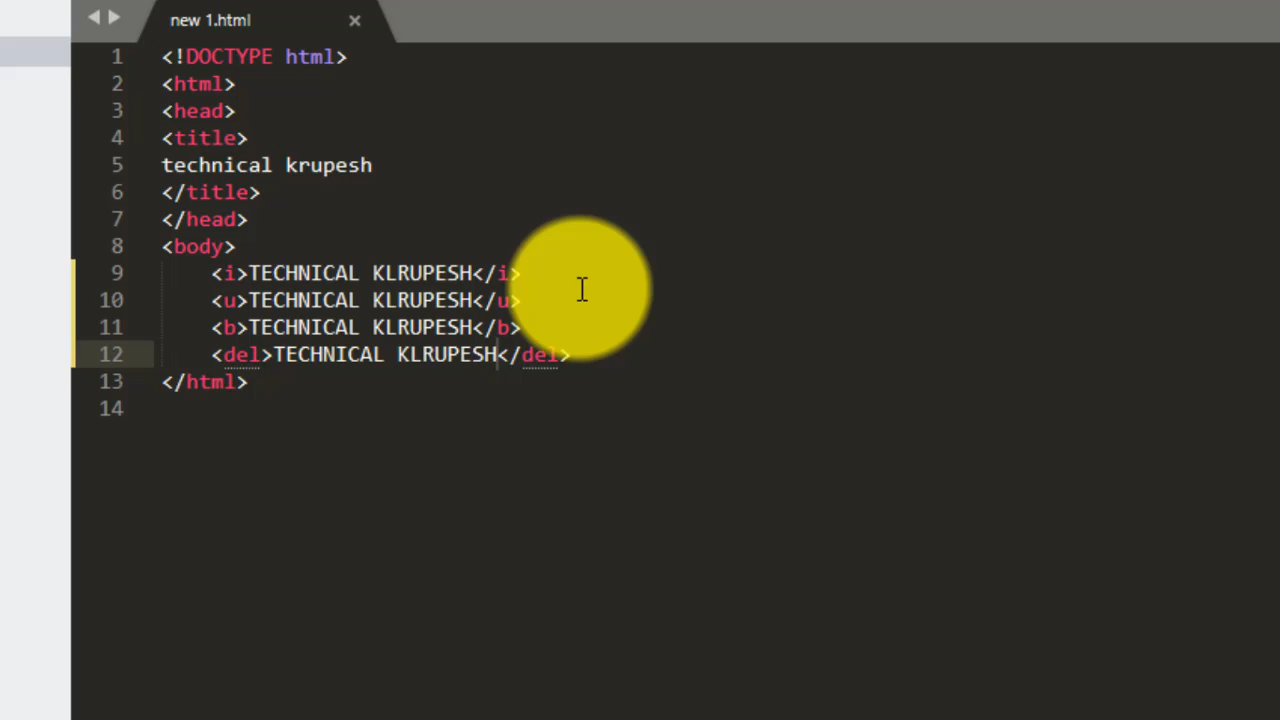 new 1.html ×
1 <!DOCTYPE html>
2 <html>
3 <head>
4 <title>
5 technical krupesh
6 </title>
7 </head>
8 <body>
9 <i>TECHNICAL KLRUPESH</i>
10 <u>TECHNICAL KLRUPESH</u>
11 <b>TECHNICAL KLRUPESH</b>
12 <del>TECHNICAL KLRUPESH</del>
13 </html>
14